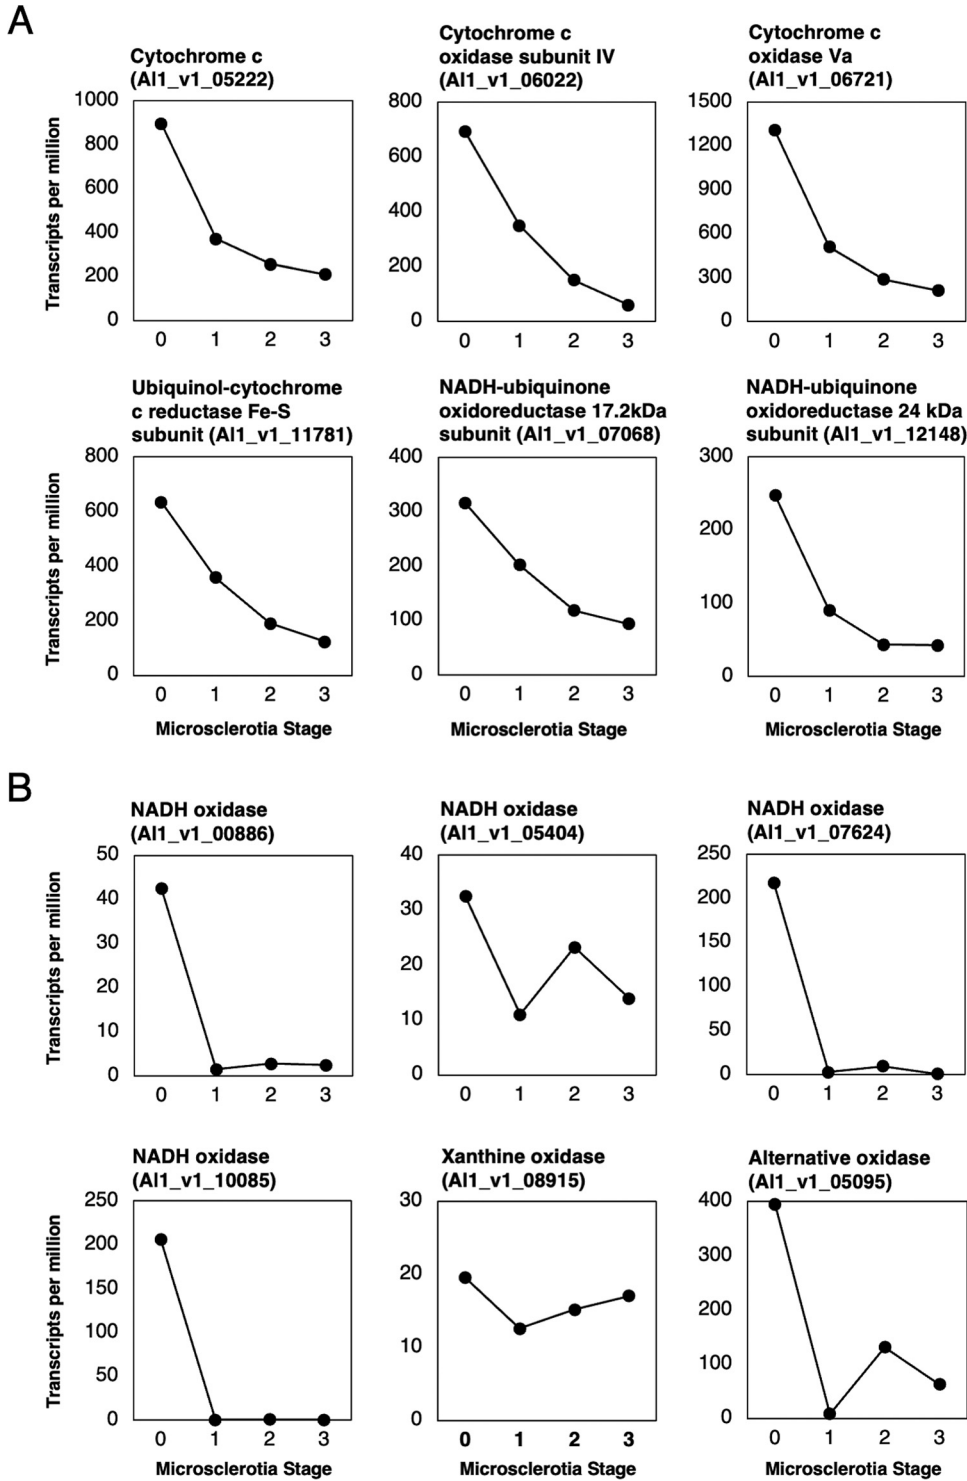 A
Cytochrome c
(Al1_v1_05222)
Cytochrome c
oxidase subunit IV
(Al1_v1_06022)
Cytochrome c
oxidase Va
(Al1_v1_06721)
Transcripts per million
1000
800
600
400
200
0
0 1 2 3
800
600
400
200
0
0 1 2 3
1500
1200
900
600
300
0
0 1 2 3
Ubiquinol-cytochrome
c reductase Fe-S
subunit (Al1_v1_11781)
NADH-ubiquinone
oxidoreductase 17.2kDa
subunit (Al1_v1_07068)
NADH-ubiquinone
oxidoreductase 24 kDa
subunit (Al1_v1_12148)
Transcripts per million
800
600
400
200
0
0 1 2 3
Microsclerotia Stage
400
300
200
100
0
0 1 2 3
Microsclerotia Stage
300
200
100
0
0 1 2 3
Microsclerotia Stage
B
NADH oxidase
(Al1_v1_00886)
NADH oxidase
(Al1_v1_05404)
NADH oxidase
(Al1_v1_07624)
Transcripts per million
50
40
30
20
10
0
0 1 2 3
40
30
20
10
0
0 1 2 3
250
200
150
100
50
0
0 1 2 3
NADH oxidase
(Al1_v1_10085)
Xanthine oxidase
(Al1_v1_08915)
Alternative oxidase
(Al1_v1_05095)
Transcripts per million
250
200
150
100
50
0
0 1 2 3
Microsclerotia Stage
30
20
10
0
0 1 2 3
Microsclerotia Stage
400
300
200
100
0
0 1 2 3
Microsclerotia Stage